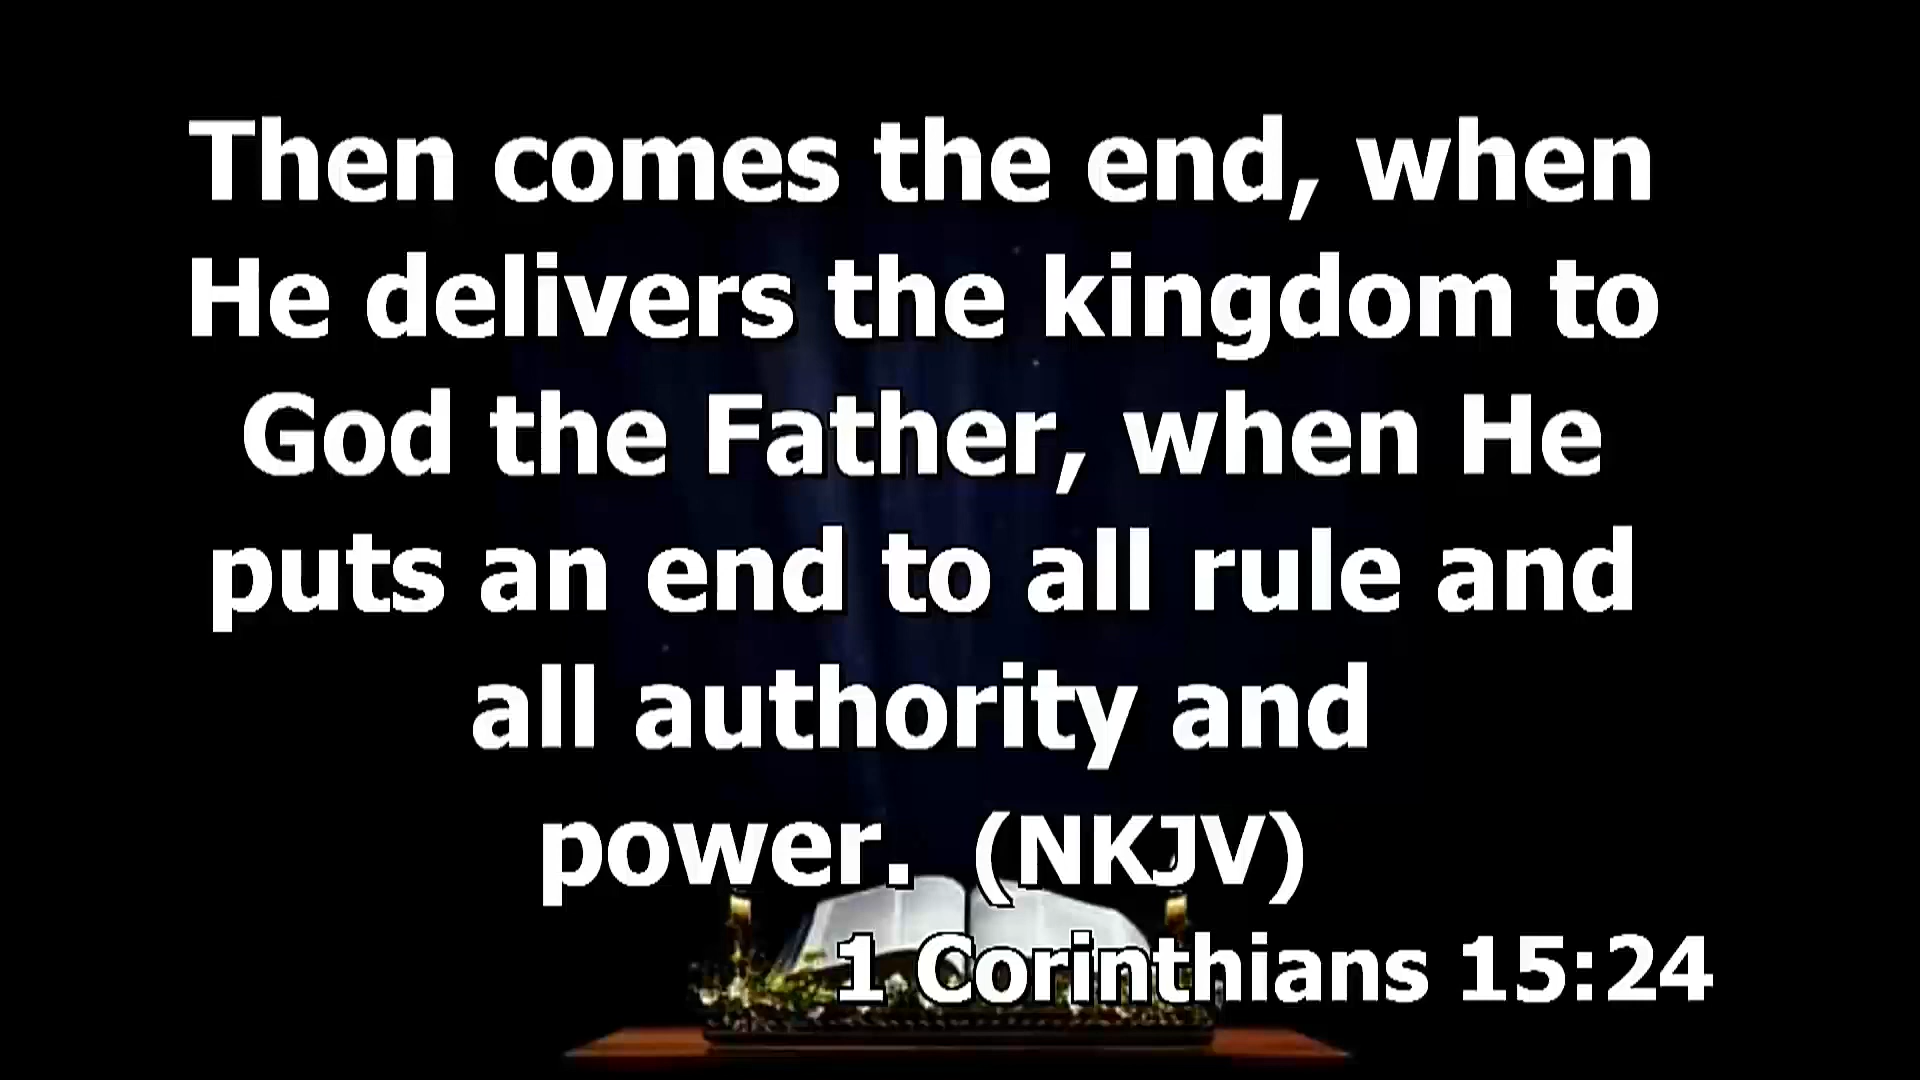 Then comes the end, when
He delivers the kingdom to
God the Father, when He
puts an end to all rule and
all authority and
power.  (NKJV)
1 Corinthians 15:24